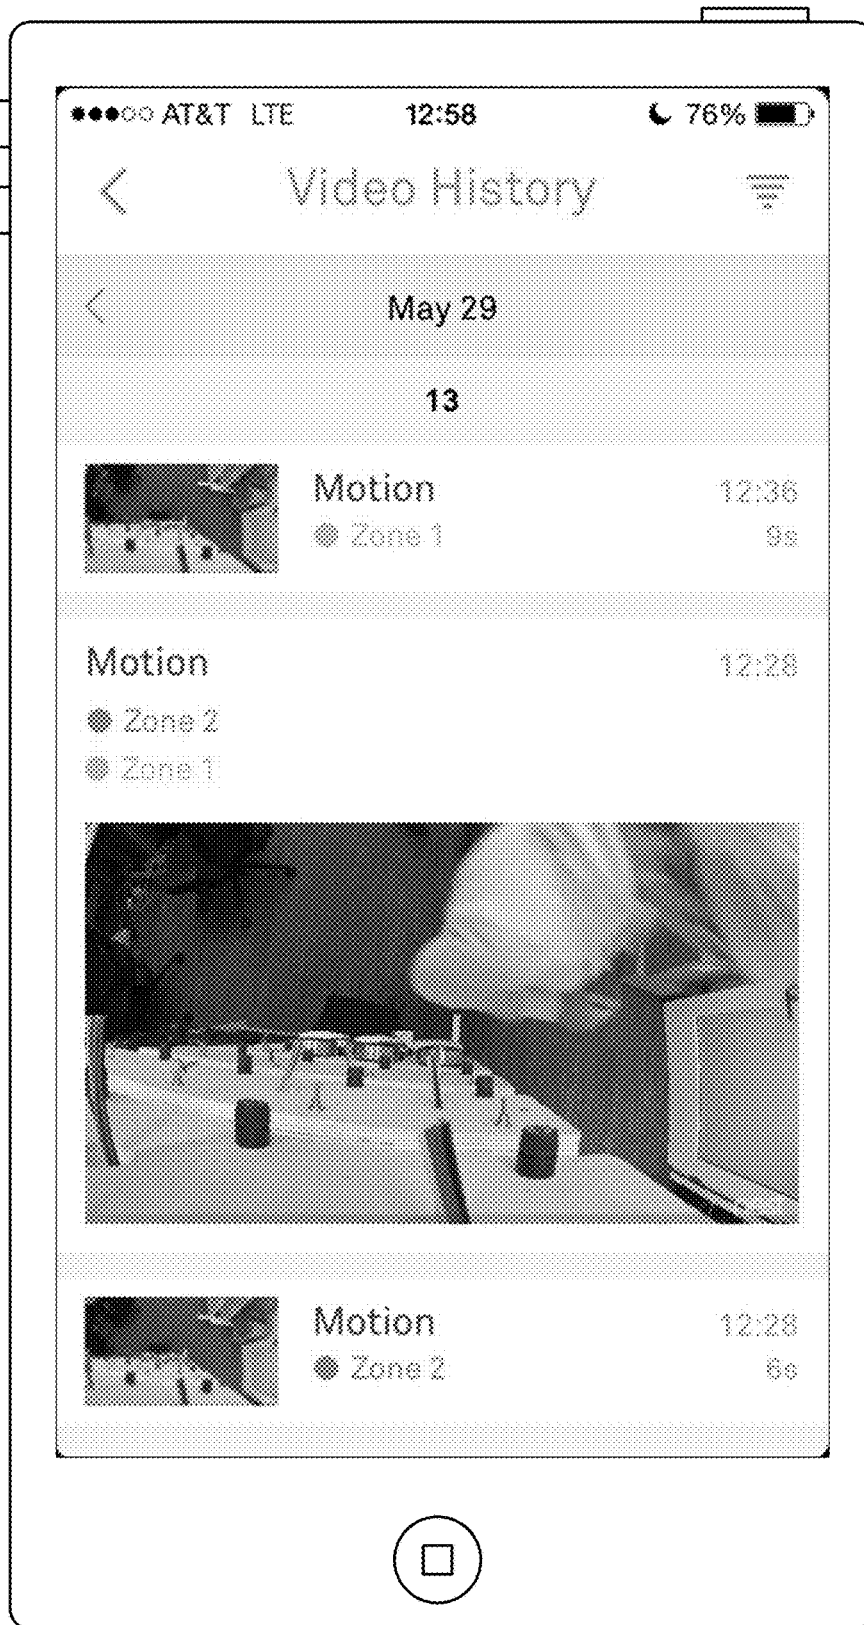 AT&T LTE 12:58 76%
Video History
May 29
13
Motion 12:36
Zone 1 9s
Motion 12:28
Zone 2
Zone 1
Motion 12:28
Zone 2 6s